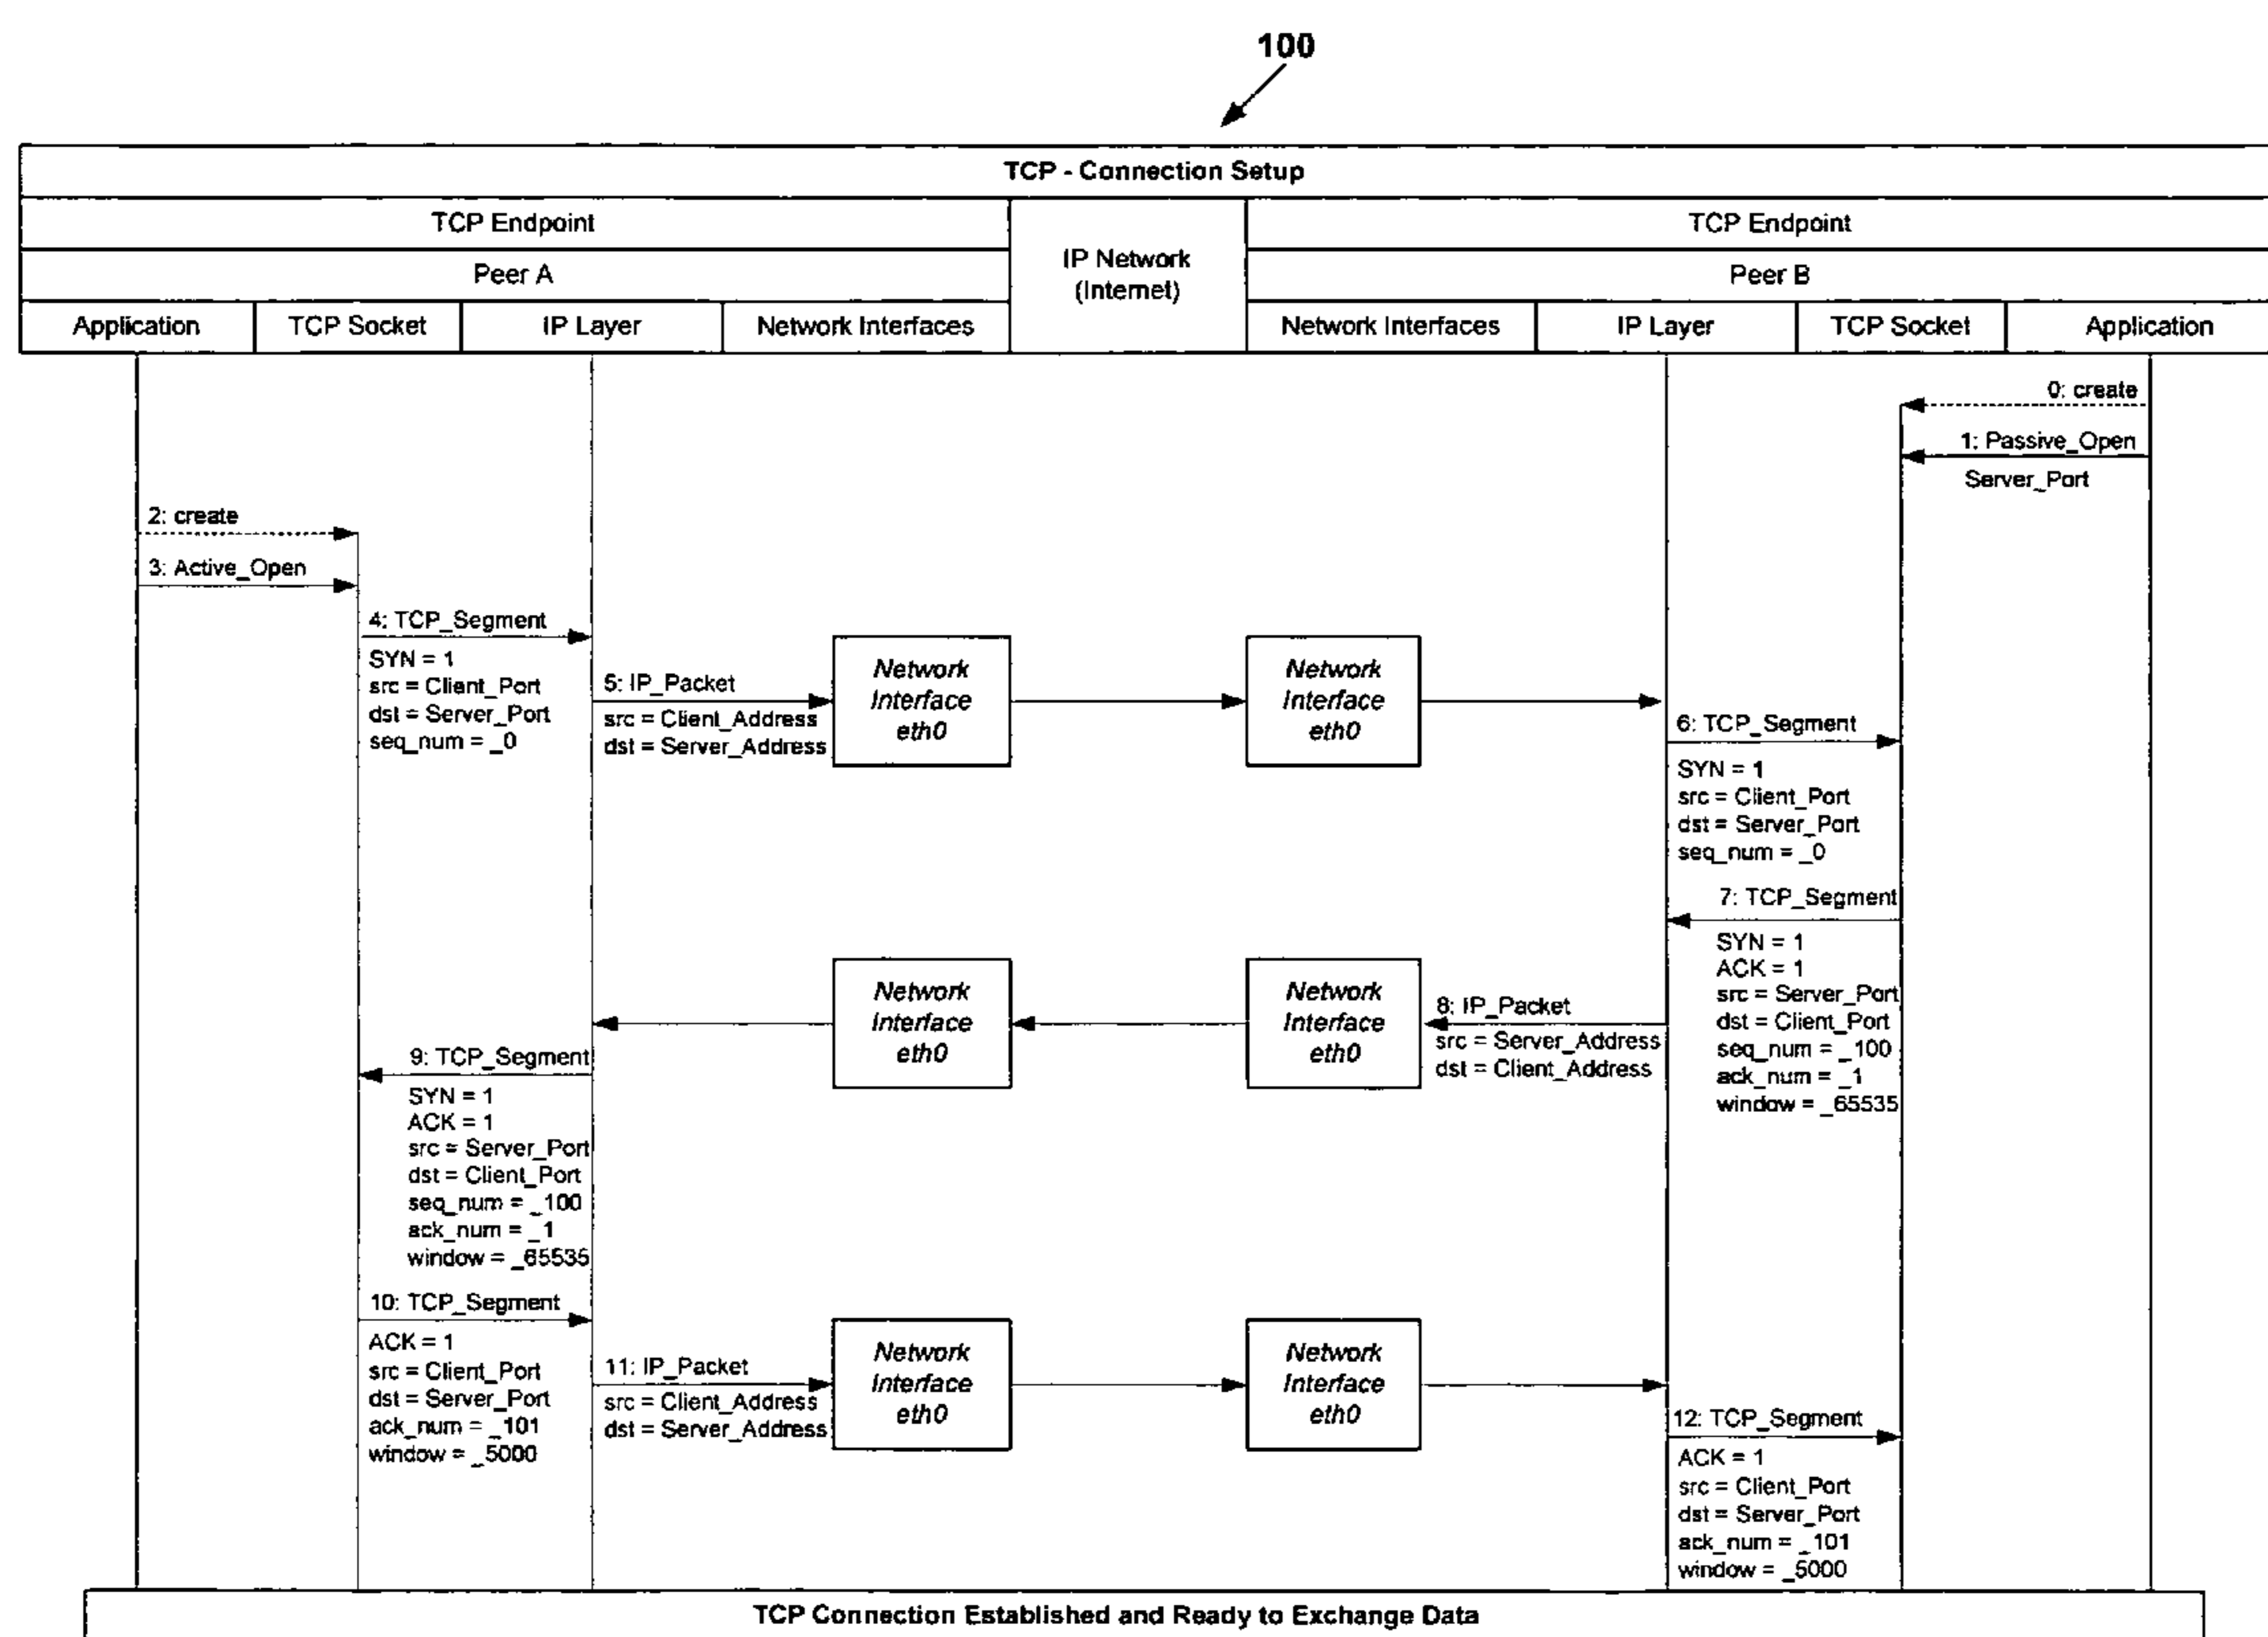 100
TCP - Connection Setup
TCP Endpoint
IP Network
(Internet)
TCP Endpoint
Peer A
Peer B
Application
TCP Socket
IP Layer
Network Interfaces
Network Interfaces
IP Layer
TCP Socket
Application
0: create
1: Passive_Open
Server_Port
2: create
3: Active_Open
4: TCP_Segment
SYN = 1
src = Client_Port
dst = Server_Port
seq_num = _0
5: IP_Packet
src = Client_Address
dst = Server_Address
Network
Interface
eth0
Network
Interface
eth0
6: TCP_Segment
SYN = 1
src = Client_Port
dst = Server_Port
seq_num = _0
7: TCP_Segment
SYN = 1
ACK = 1
src = Server_Port
dst = Client_Port
seq_num = _100
ack_num = _1
window = _65535
8: IP_Packet
src = Server_Address
dst = Client_Address
Network
Interface
eth0
Network
Interface
eth0
9: TCP_Segment
SYN = 1
ACK = 1
src = Server_Port
dst = Client_Port
seq_num = _100
ack_num = _1
window = _65535
10: TCP_Segment
ACK = 1
src = Client_Port
dst = Server_Port
ack_num = _101
window = _5000
11: IP_Packet
src = Client_Address
dst = Server_Address
Network
Interface
eth0
Network
Interface
eth0
12: TCP_Segment
ACK = 1
src = Client_Port
dst = Server_Port
ack_num = _101
window = _5000
TCP Connection Established and Ready to Exchange Data